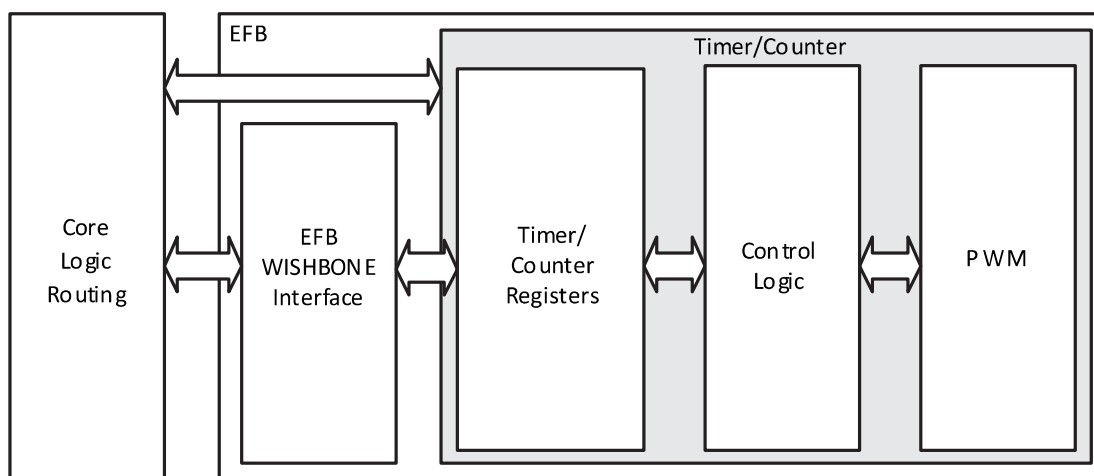 EFB
Timer/Counter
Core
Logic
Routing
EFB
WISHBONE
Interface
Timer/
Counter
Registers
Control
Logic
PWM